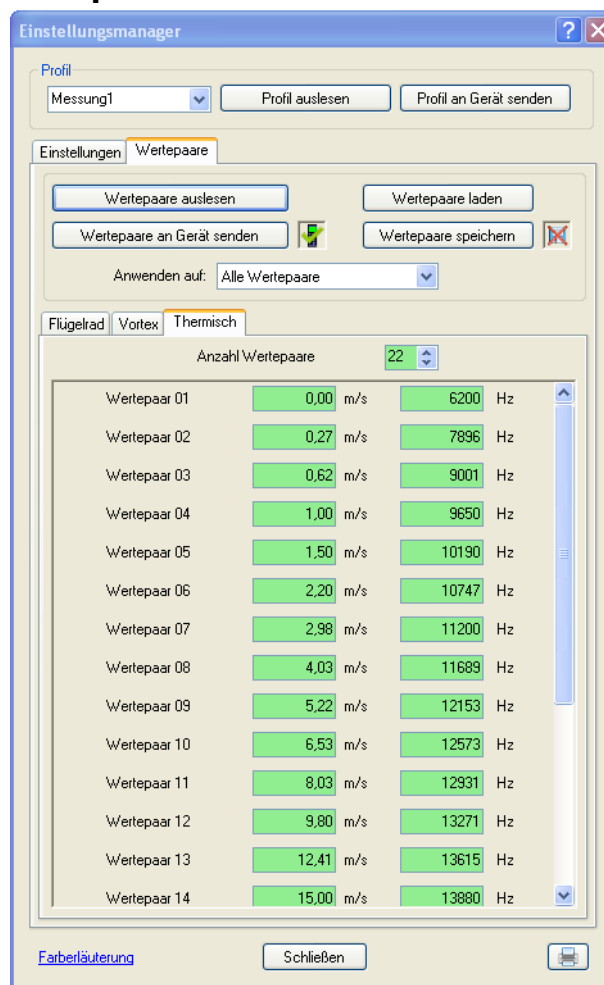 Einstellungsmanager
Profil
Messung1 Profil auslesen Profil an Gerät senden
Einstellungen Wertepaare
Wertepaare auslesen Wertepaare laden
Wertepaare an Gerät senden Wertepaare speichern
Anwenden auf: Alle Wertepaare
Flügelrad Vortex Thermisch
Anzahl Wertepaare 22
Wertepaar 01 0,00 m/s 6200 Hz
Wertepaar 02 0,27 m/s 7896 Hz
Wertepaar 03 0,62 m/s 9001 Hz
Wertepaar 04 1,00 m/s 9650 Hz
Wertepaar 05 1,50 m/s 10190 Hz
Wertepaar 06 2,20 m/s 10747 Hz
Wertepaar 07 2,98 m/s 11200 Hz
Wertepaar 08 4,03 m/s 11689 Hz
Wertepaar 09 5,22 m/s 12153 Hz
Wertepaar 10 6,53 m/s 12573 Hz
Wertepaar 11 8,03 m/s 12931 Hz
Wertepaar 12 9,80 m/s 13271 Hz
Wertepaar 13 12,41 m/s 13615 Hz
Wertepaar 14 15,00 m/s 13880 Hz
Farberläuterung Schließen